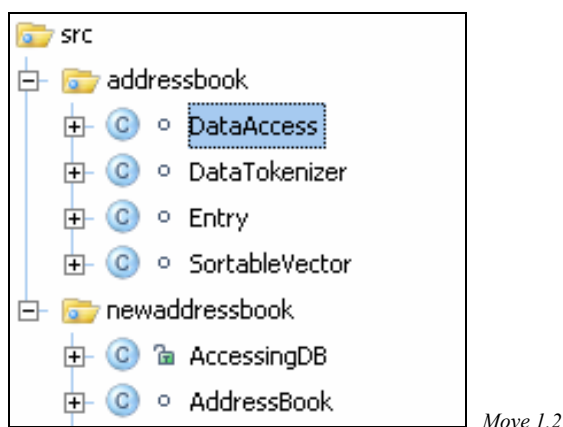 src
addressbook
C DataAccess
C DataTokenizer
C Entry
C SortableVector
newaddressbook
C AccessingDB
C AddressBook
Move 1.2